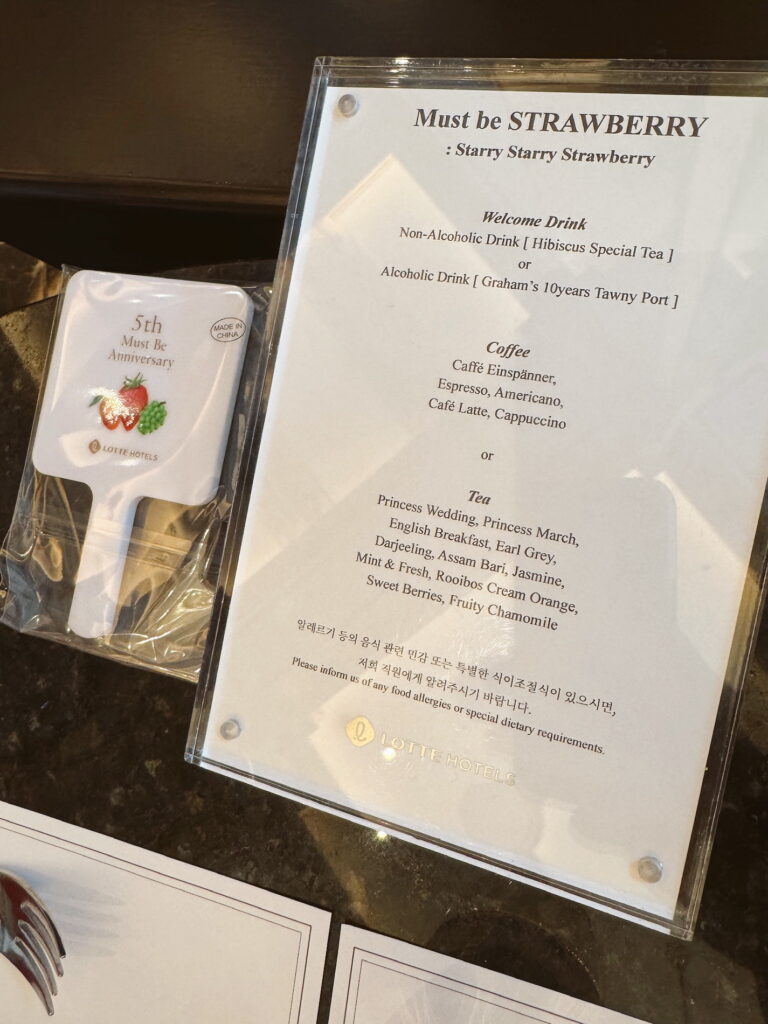 Must be STRAWBERRY
: Starry Starry Strawberry
Welcome Drink
Non-Alcoholic Drink [ Hibiscus Special Tea ]
or
Alcoholic Drink [ Graham's 10years Tawny Port ]
Coffee
Caffé Einspänner,
Espresso, Americano,
Café Latte, Cappuccino
or
Tea
Princess Wedding, Princess March,
English Breakfast, Earl Grey,
Darjeeling, Assam Bari, Jasmine,
Mint & Fresh, Rooibos Cream Orange,
Sweet Berries, Fruity Chamomile
알레르기 등의 음식 관련 민감 또는 특별한 식이조절식이 있으시면,
저희 직원에게 알려주시기 바랍니다.
Please inform us of any food allergies or special dietary requirements.
LOTTE HOTELS
5th
Must Be
Anniversary
MADE IN
CHINA
LOTTE HOTELS